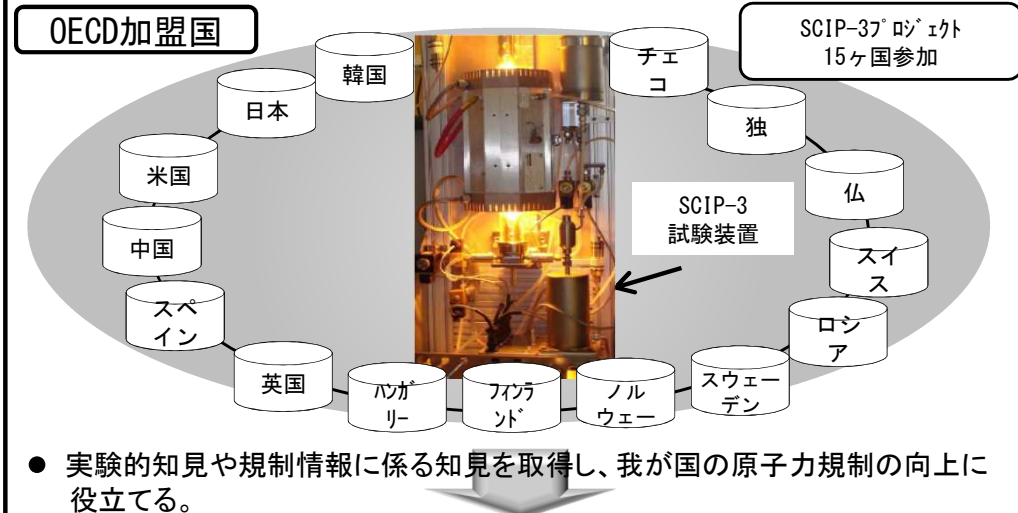 OECD加盟国
SCIP-3ﾌﾟﾛｼﾞｪｸﾄ
15ヶ国参加
韓国
チェ
コ
日本
独
米国
仏
SCIP-3
試験装置
中国
スイ
ス
スペ
イン
ロシ
ア
英国
ﾊﾝｶﾞ
ﾘｰ
ﾌｨﾝﾗ
ﾝﾄﾞ
ノル
ウェー
スウェー
デン
● 実験的知見や規制情報に係る知見を取得し、我が国の原子力規制の向上に
役立てる。